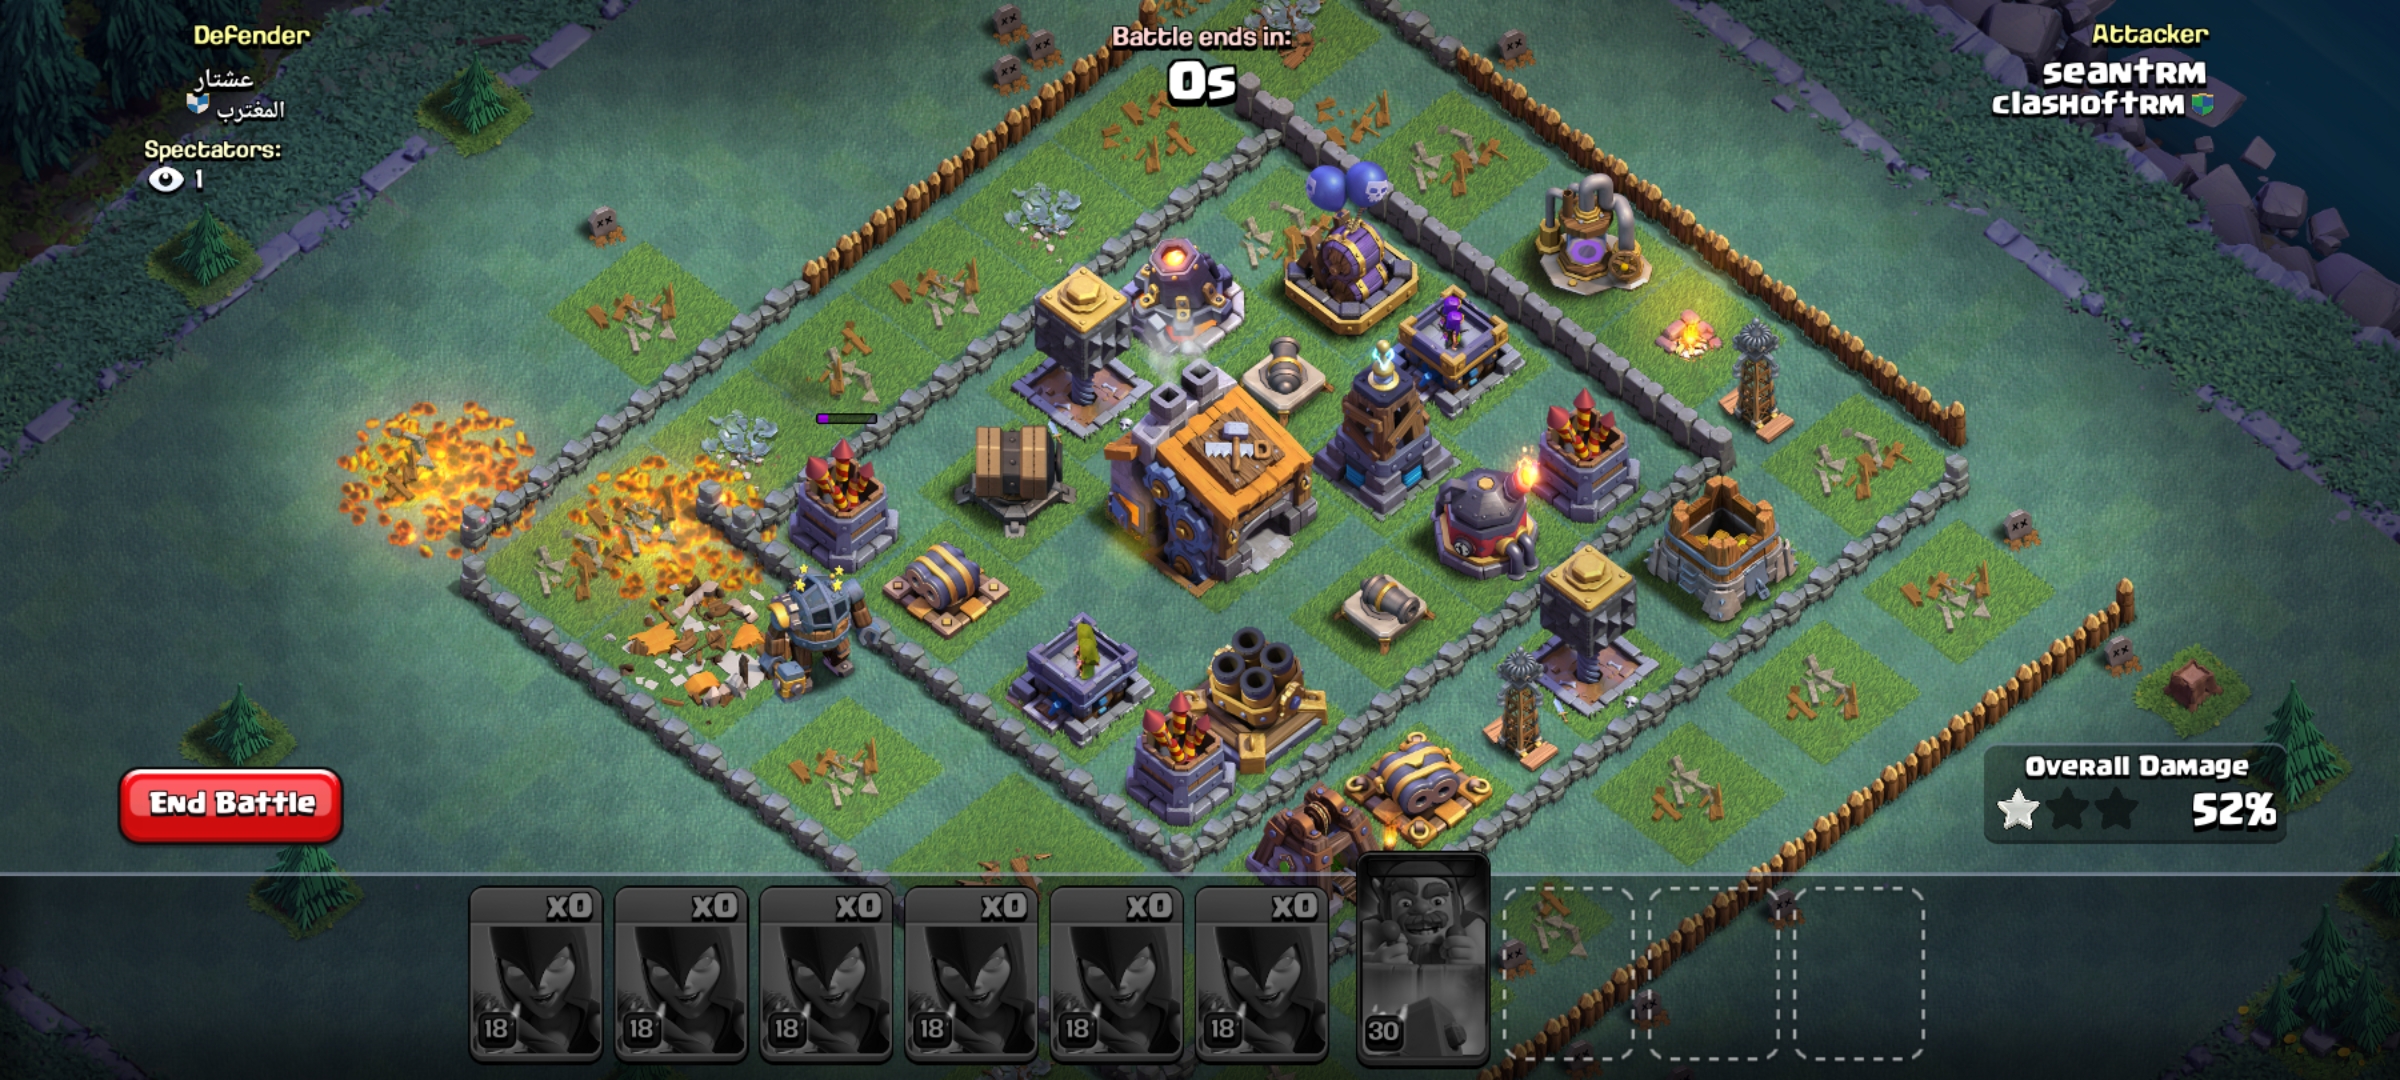 Defender
عشتار
المغترب
Spectators:
1
Battle ends in:
0s
Attacker
seantRM
clashoftRM
End Battle
Overall Damage
52%
x0
x0
x0
x0
x0
x0
18
18
18
18
18
18
30